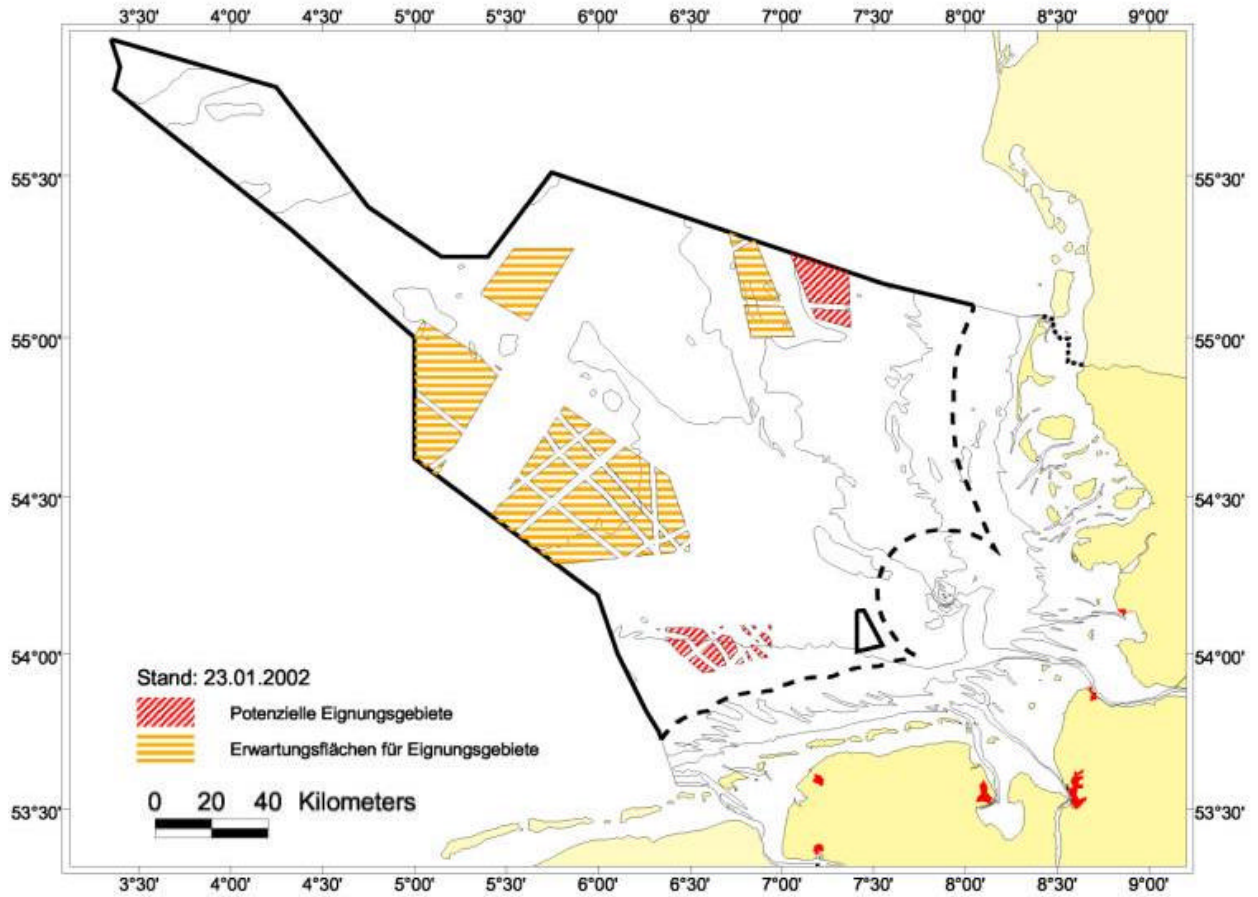 3°30' 4°00' 5°00' 5°30' 6°00' 6°30' 7°00' 7°30' 8°00' 8°30' 9°00'
55°30' 55°30'
55°00' 55°00'
54°30' 54°30'
54°00' 54°00'
Stand: 23.01.2002
Potenzielle Eignungsgebiete
Erwartungsflächen für Eignungsgebiete
0 20 40 Kilometers
53°30' 53°30'
3°30' 4°00' 4°30' 5°00' 5°30' 6°00' 6°30' 7°00' 7°30' 8°00' 8°30' 9°00'